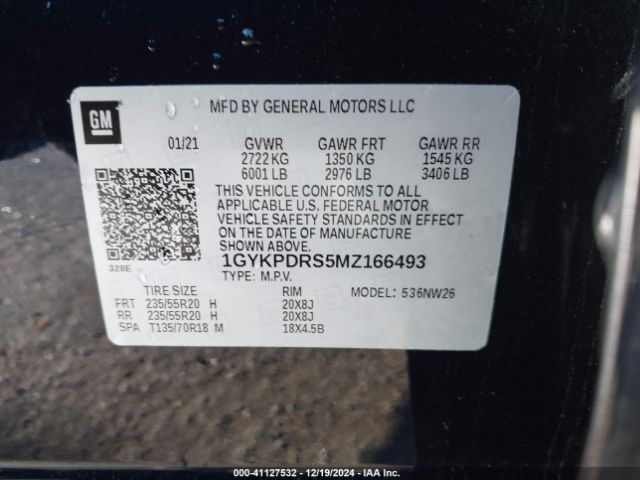 GM
MFD BY GENERAL MOTORS LLC
01/21 GVWR GAWR FRT GAWR RR
2722 KG 1350 KG 1545 KG
6001 LB 2976 LB 3406 LB
THIS VEHICLE CONFORMS TO ALL
APPLICABLE U.S. FEDERAL MOTOR
VEHICLE SAFETY STANDARDS IN EFFECT
ON THE DATE OF MANUFACTURE
SHOWN ABOVE.
328E
1GYKPDRS5MZ166493
TYPE: M.P.V.
TIRE SIZE RIM MODEL: 536NW26
FRT 235/55R20 H 20X8J
RR 235/55R20 H 20X8J
SPA T135/70R18 M 18X4.5B
000-41127532 — 12/19/2024 — IAA Inc.